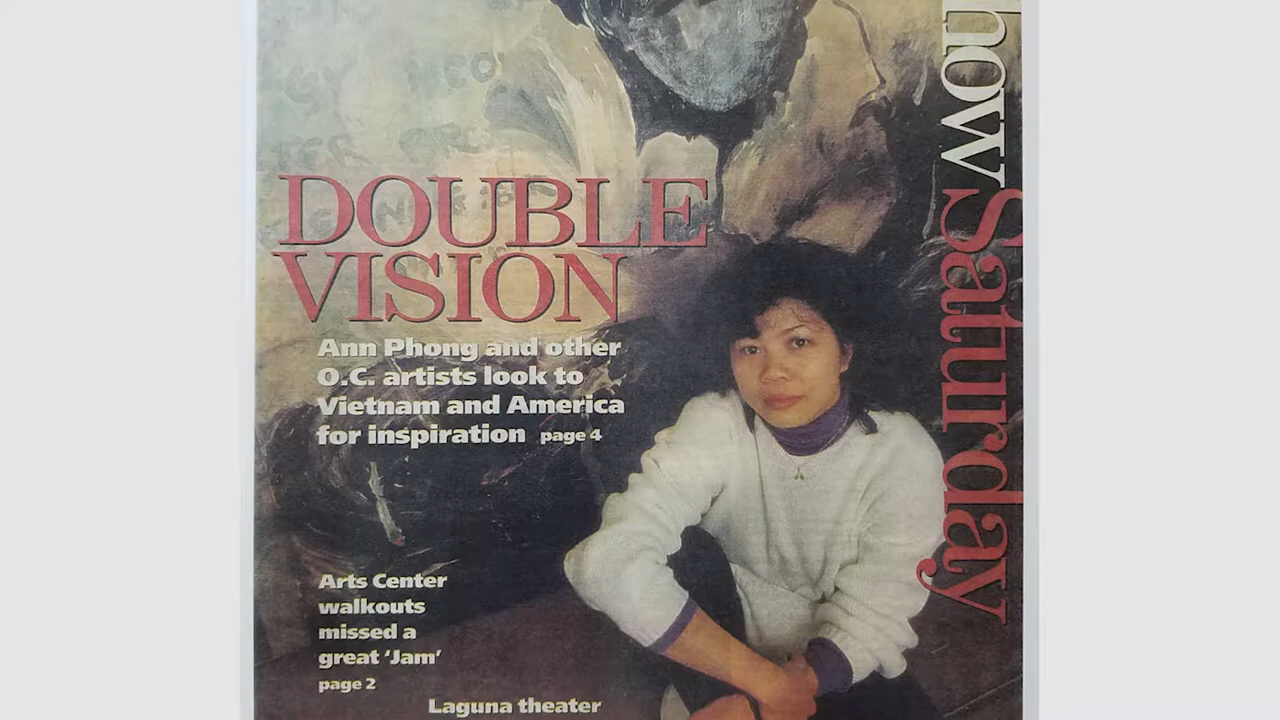 DOUBLE
VISION
Ann Phong and other
O.C. artists look to
Vietnam and America
for inspiration page 4
Arts Center
walkouts
missed a
great ‘Jam’
page 2
Laguna theater
Saturday